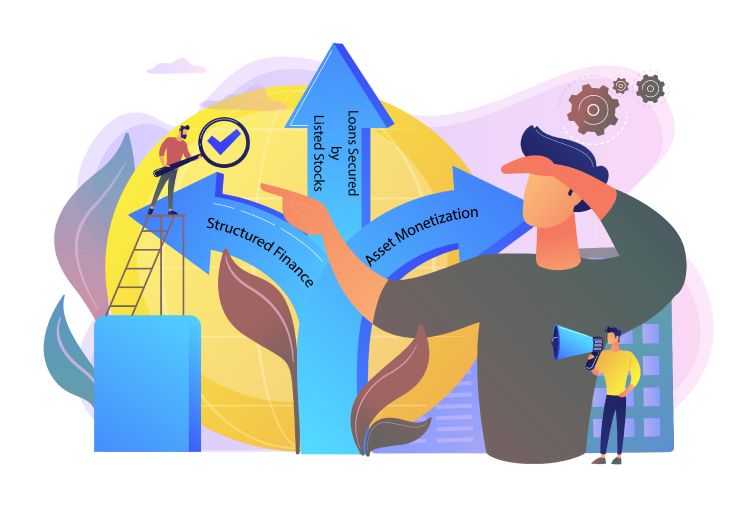 Structured Finance
Loans Secured
by
Listed Stocks
Asset Monetization